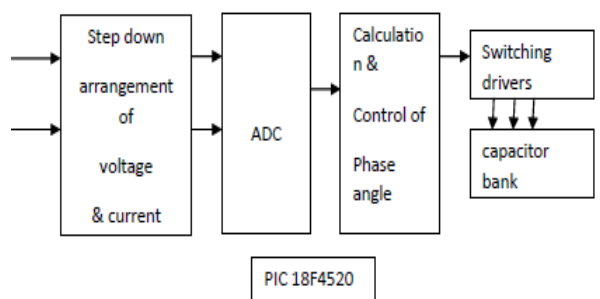 Step down
arrangement
of
voltage
& current
ADC
Calculatio
n &
Control of
Phase
angle
Switching
drivers
capacitor
bank
PIC 18F4520